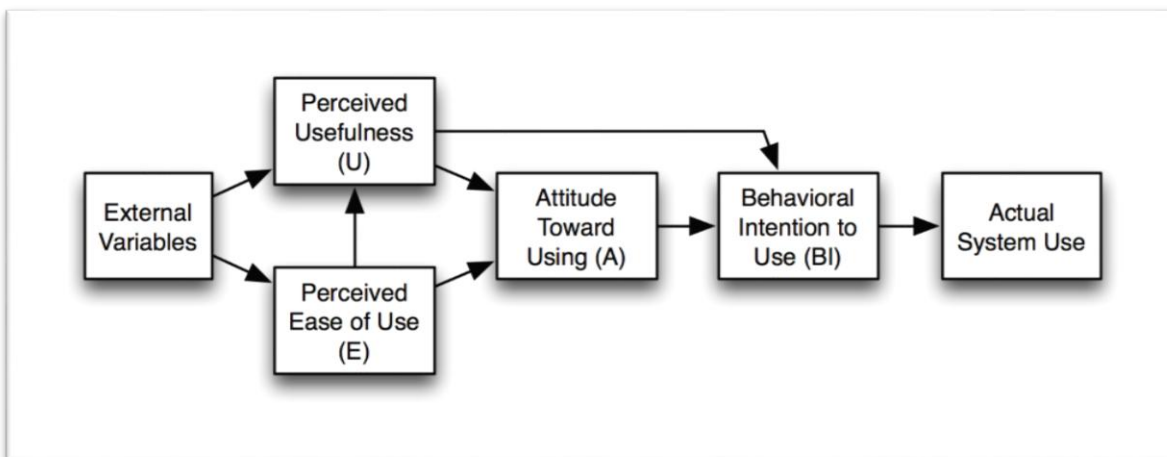 Perceived
Usefulness
(U)
External
Variables
Perceived
Ease of Use
(E)
Attitude
Toward
Using (A)
Behavioral
Intention to
Use (BI)
Actual
System Use